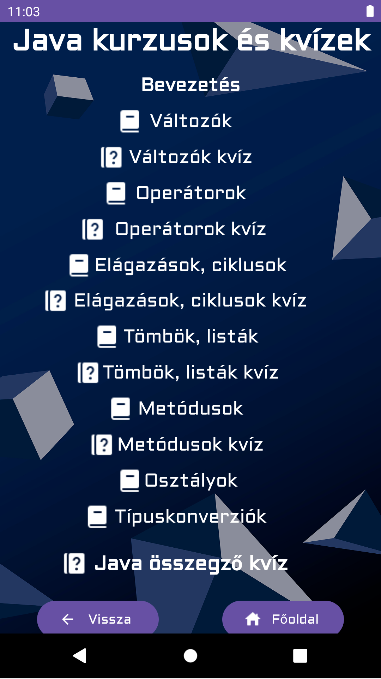 11:03
Java kurzusok és kvízek
Bevezetés
Változók
Változók kvíz
Operátorok
Operátorok kvíz
Elágazások, ciklusok
Elágazások, ciklusok kvíz
Tömbök, listák
Tömbök, listák kvíz
Metódusok
Metódusok kvíz
Osztályok
Típuskonverziók
Java összegző kvíz
Vissza
Főoldal